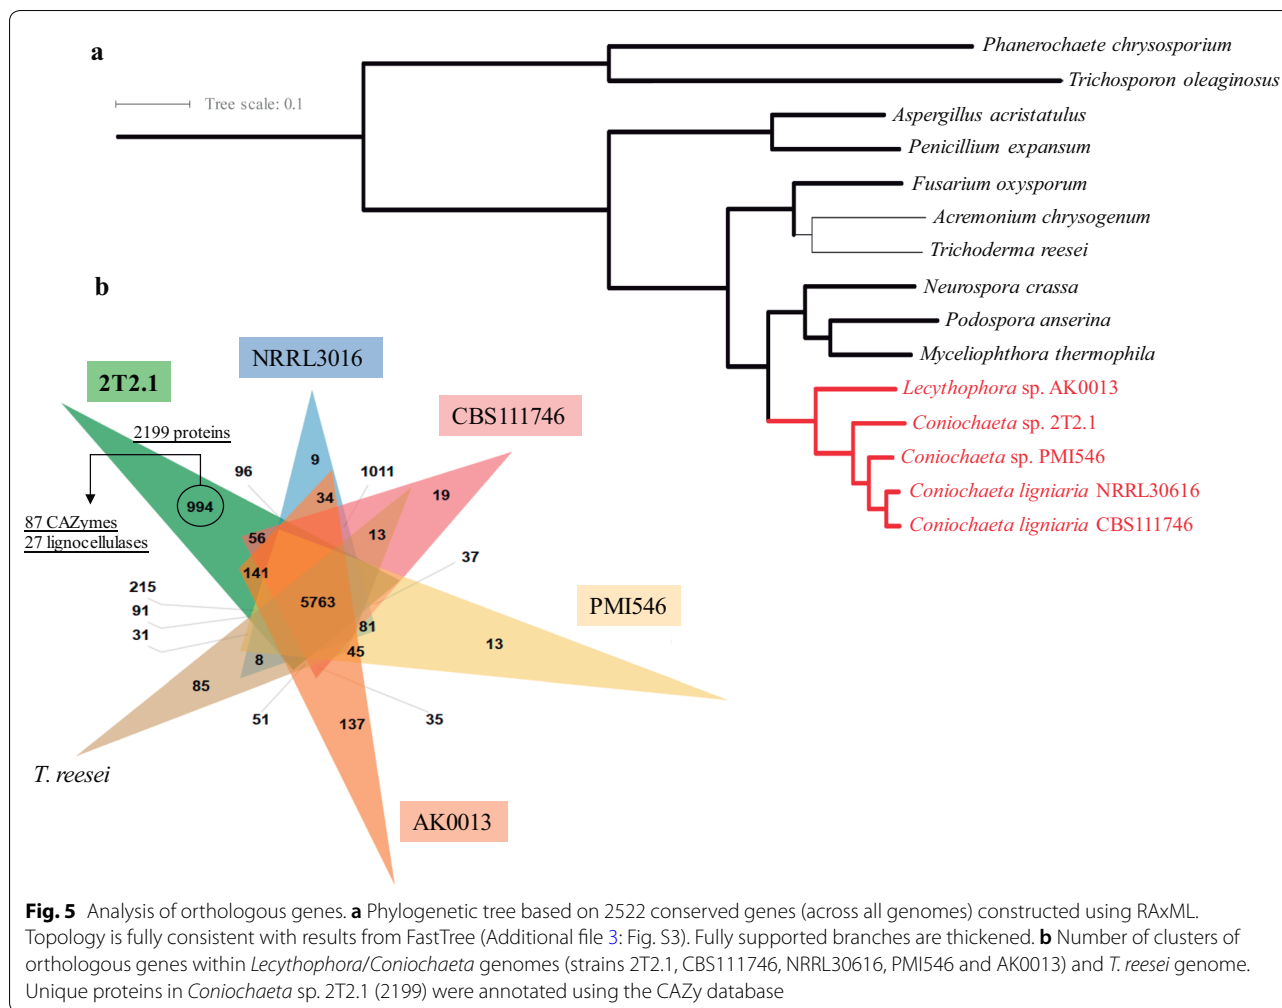 a
Tree scale: 0.1
Phanerochaete chrysosporium
Trichosporon oleaginosus
Aspergillus acristatulus
Penicillium expansum
Fusarium oxysporum
Acremonium chrysogenum
Trichoderma reesei
Neurospora crassa
Podospora anserina
Myceliophthora thermophila
Lecythophora sp. AK0013
Coniochaeta sp. 2T2.1
Coniochaeta sp. PMI546
Coniochaeta ligniaria NRRL30616
Coniochaeta ligniaria CBS111746
b
NRRL3016
2T2.1
CBS111746
2199 proteins
96
9
1011
34
19
994
87 CAZymes
27 lignocellulases
56
13
37
141
215
5763
PMI546
91
81
31
45
13
8
85
51
137
35
T. reesei
AK0013
Fig. 5 Analysis of orthologous genes. a Phylogenetic tree based on 2522 conserved genes (across all genomes) constructed using RAxML.
Topology is fully consistent with results from FastTree (Additional file 3: Fig. S3). Fully supported branches are thickened. b Number of clusters of
orthologous genes within Lecythophora/Coniochaeta genomes (strains 2T2.1, CBS111746, NRRL30616, PMI546 and AK0013) and T. reesei genome.
Unique proteins in Coniochaeta sp. 2T2.1 (2199) were annotated using the CAZy database